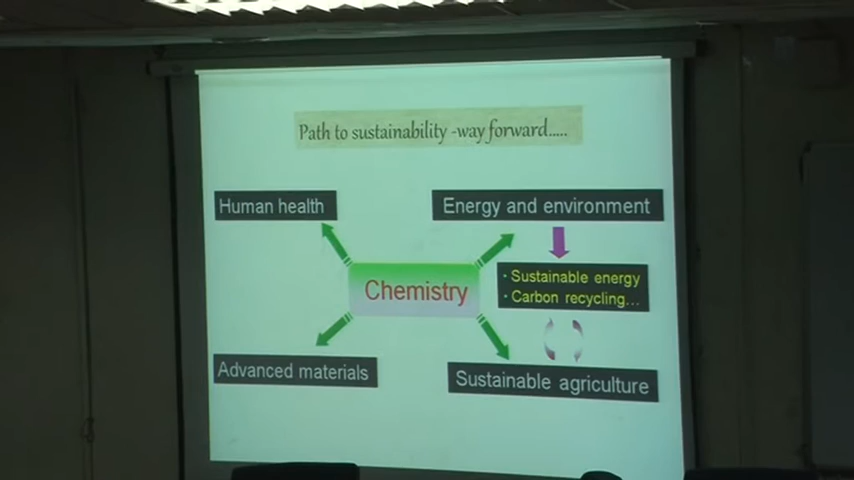 Path to sustainability -way forward.....
Human health
Energy and environment
Chemistry
· Sustainable energy
· Carbon recycling...
Advanced materials
Sustainable agriculture